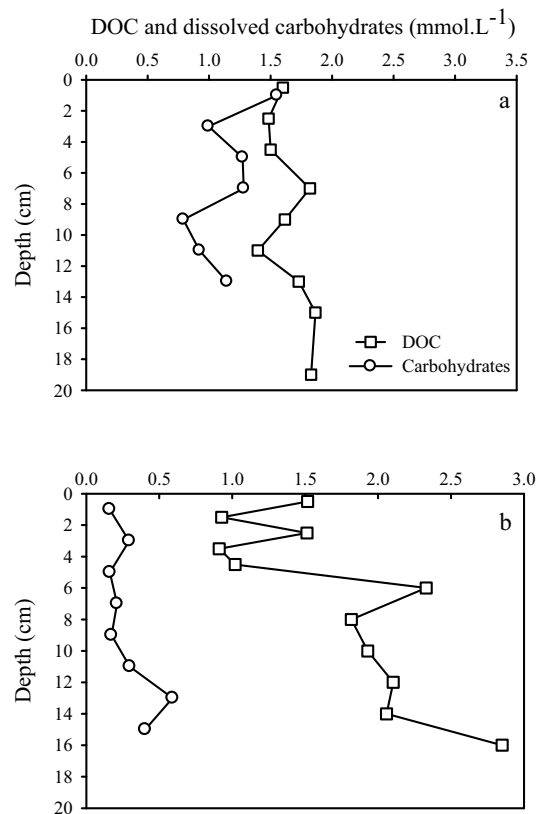 DOC and dissolved carbohydrates (mmol.L-1)
0.0 0.5 1.0 1.5 2.0 2.5 3.0 3.5
0
2
4
6
8
10
12
14
16
18
20
Depth (cm)
a
DOC
Carbohydrates
0.0 0.5 1.0 1.5 2.0 2.5 3.0
0
2
4
6
8
10
12
14
16
18
20
Depth (cm)
b